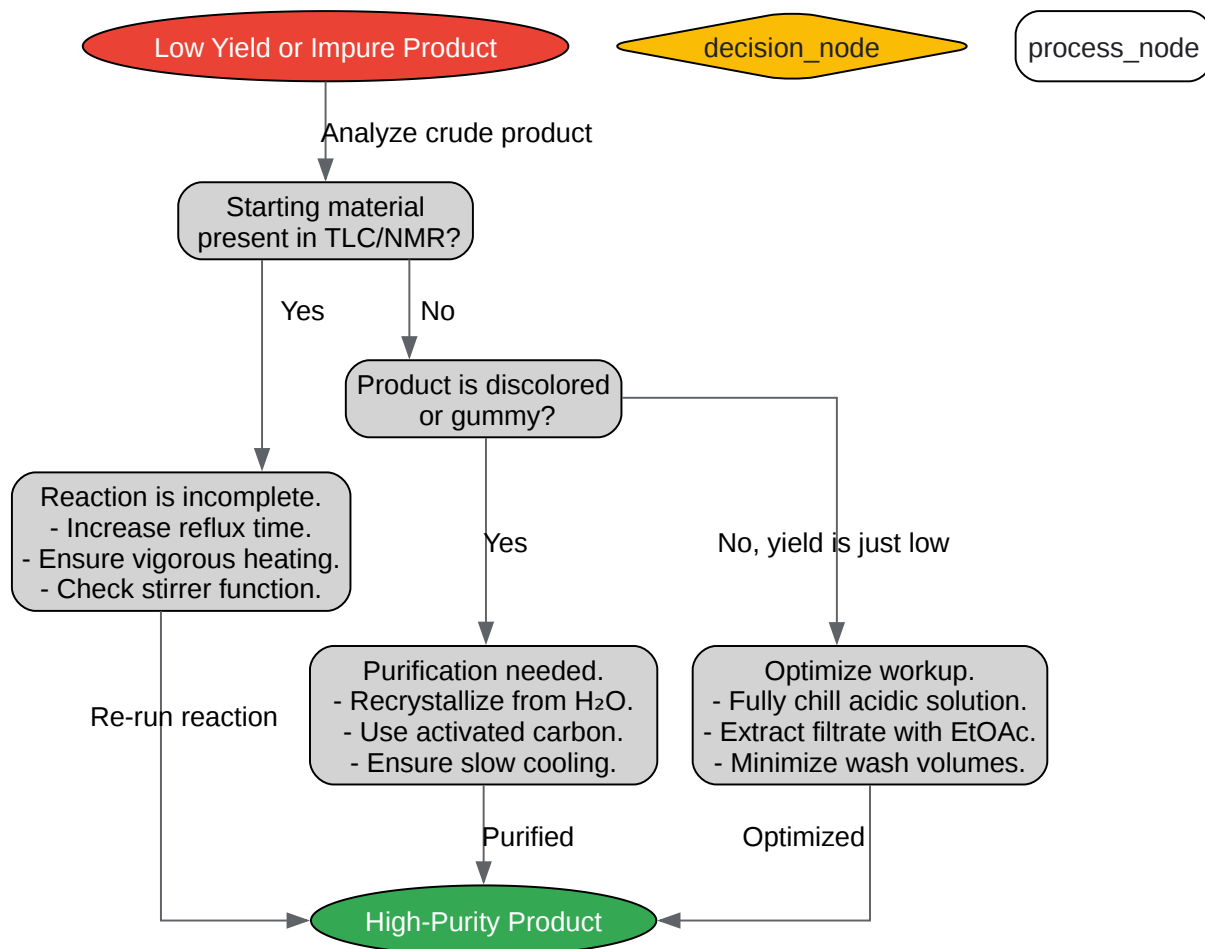 Low Yield or Impure Product
decision_node
process_node
Analyze crude product
Starting material
present in TLC/NMR?
Yes
No
Product is discolored
or gummy?
Reaction is incomplete.
- Increase reflux time.
- Ensure vigorous heating.
- Check stirrer function.
Yes
No, yield is just low
Purification needed.
- Recrystallize from H₂O.
- Use activated carbon.
- Ensure slow cooling.
Optimize workup.
- Fully chill acidic solution.
- Extract filtrate with EtOAc.
- Minimize wash volumes.
Re-run reaction
Purified
Optimized
High-Purity Product